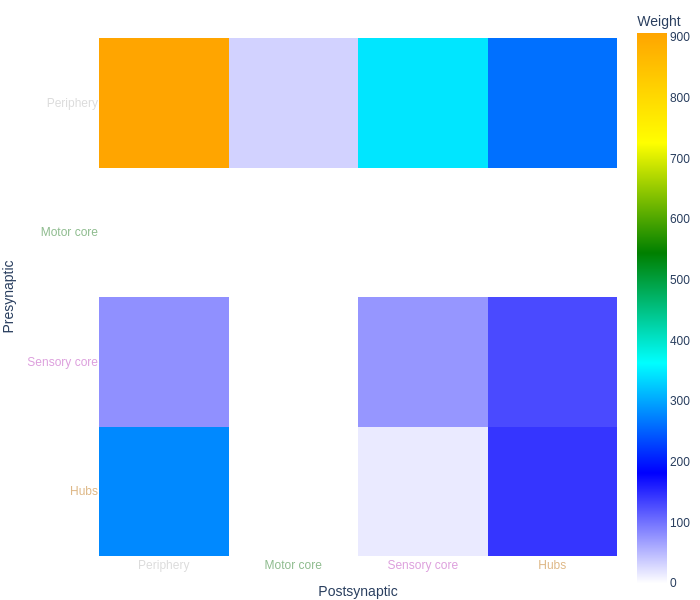 Weight
900
800
700
600
500
400
300
200
100
0
Presynaptic
Periphery
Motor core
Sensory core
Hubs
Periphery
Motor core
Sensory core
Hubs
Postsynaptic